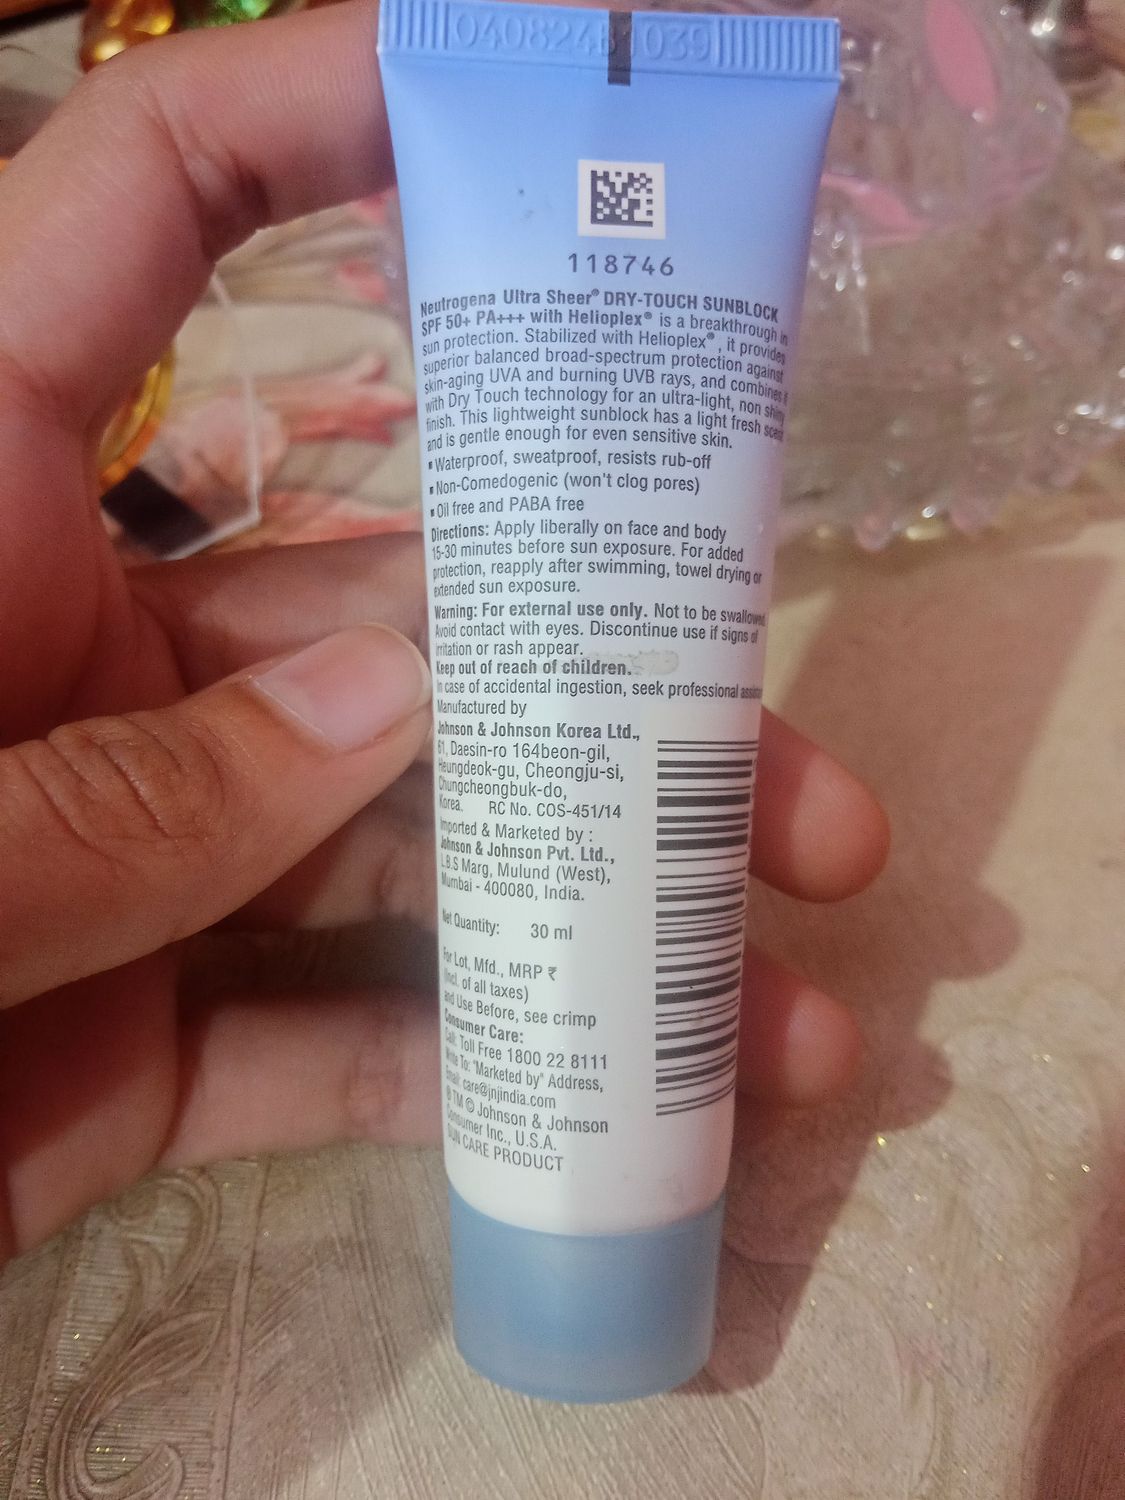 118746
Neutrogena Ultra Sheer® DRY-TOUCH SUNBLOCK
SPF 50+ PA+++ with Helioplex® is a breakthrough in
sun protection. Stabilized with Helioplex®, it provides
superior balanced broad-spectrum protection against
skin-aging UVA and burning UVB rays, and combines it
with Dry Touch technology for an ultra-light, non shiny
finish. This lightweight sunblock has a light fresh scent
and is gentle enough for even sensitive skin.
▪ Waterproof, sweatproof, resists rub-off
▪ Non-Comedogenic (won't clog pores)
▪ Oil free and PABA free
Directions: Apply liberally on face and body
15-30 minutes before sun exposure. For added
protection, reapply after swimming, towel drying or
extended sun exposure.
Warning: For external use only. Not to be swallowed.
Avoid contact with eyes. Discontinue use if signs of
irritation or rash appear.
Keep out of reach of children.
In case of accidental ingestion, seek professional
Manufactured by
Johnson & Johnson Korea Ltd.,
61, Daesin-ro 164beon-gil,
Heungdeok-gu, Cheongju-si,
Chungcheongbuk-do,
Korea. RC No. COS-451/14
Imported & Marketed by :
Johnson & Johnson Pvt. Ltd.,
L.B.S Marg, Mulund (West),
Mumbai - 400080, India.
Net Quantity: 30 ml
For Lot, Mfd., MRP ₹
(incl. of all taxes)
and Use Before, see crimp
Consumer Care:
Call: Toll Free 1800 22 8111
Write To: "Marketed by" Address,
Email: care@jnjindia.com
® TM © Johnson & Johnson
Consumer Inc., U.S.A.
SUN CARE PRODUCT